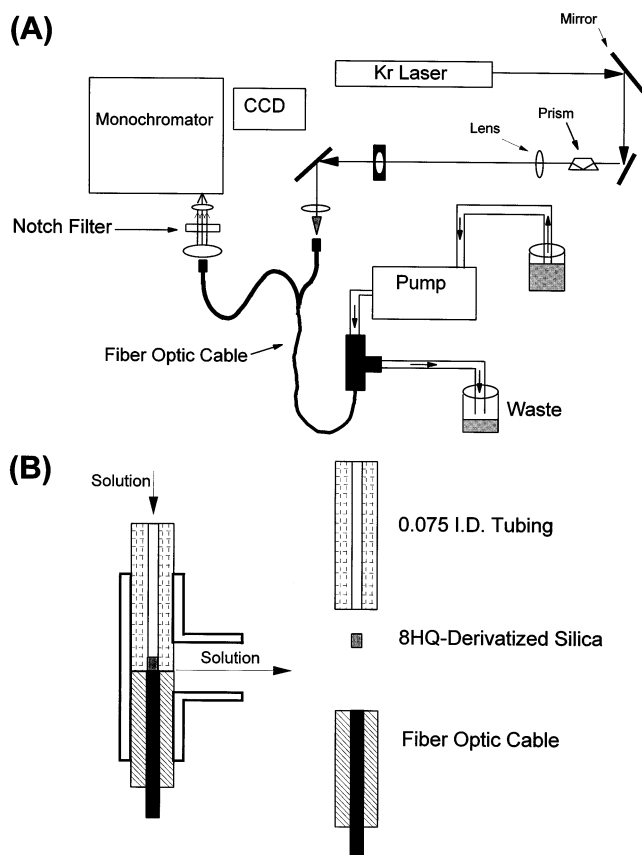 (A)
Mirror
Kr Laser
CCD
Monochromator
Prism
Lens
Notch Filter
Pump
Fiber Optic Cable
Waste
(B)
Solution
0.075 I.D. Tubing
8HQ-Derivatized Silica
Solution
Fiber Optic Cable